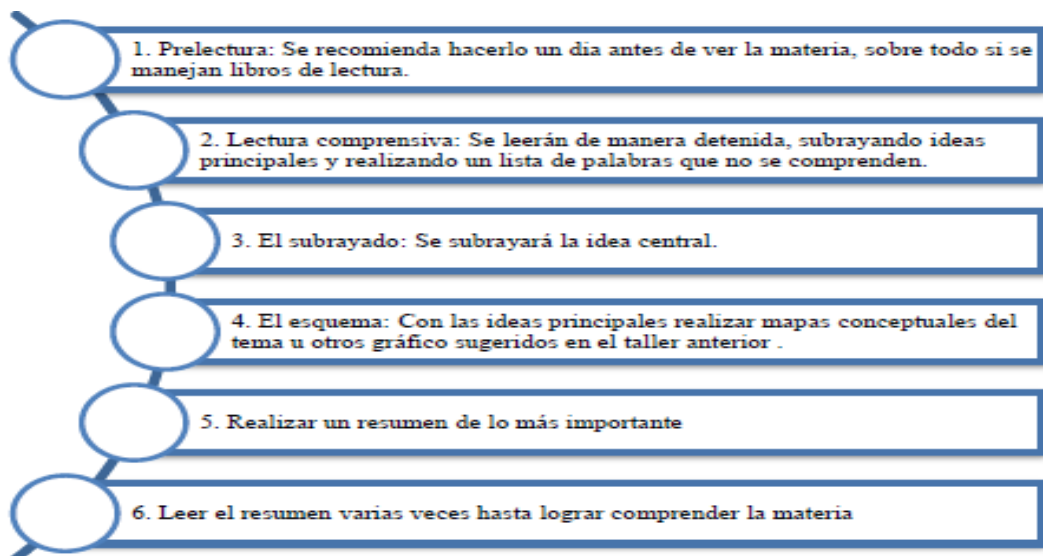 1. Prelectura: Se recomienda hacerlo un dia antes de ver la materia, sobre todo si se
manejan libros de lectura.
2. Lectura comprensiva: Se leerán de manera detenida, subrayando ideas
principales y realizando un lista de palabras que no se comprenden.
3. El subrayado: Se subrayará la idea central.
4. El esquema: Con las ideas principales realizar mapas conceptuales del
tema u otros gráfico sugeridos en el taller anterior .
5. Realizar un resumen de lo más importante
6. Leer el resumen varias veces hasta lograr comprender la materia